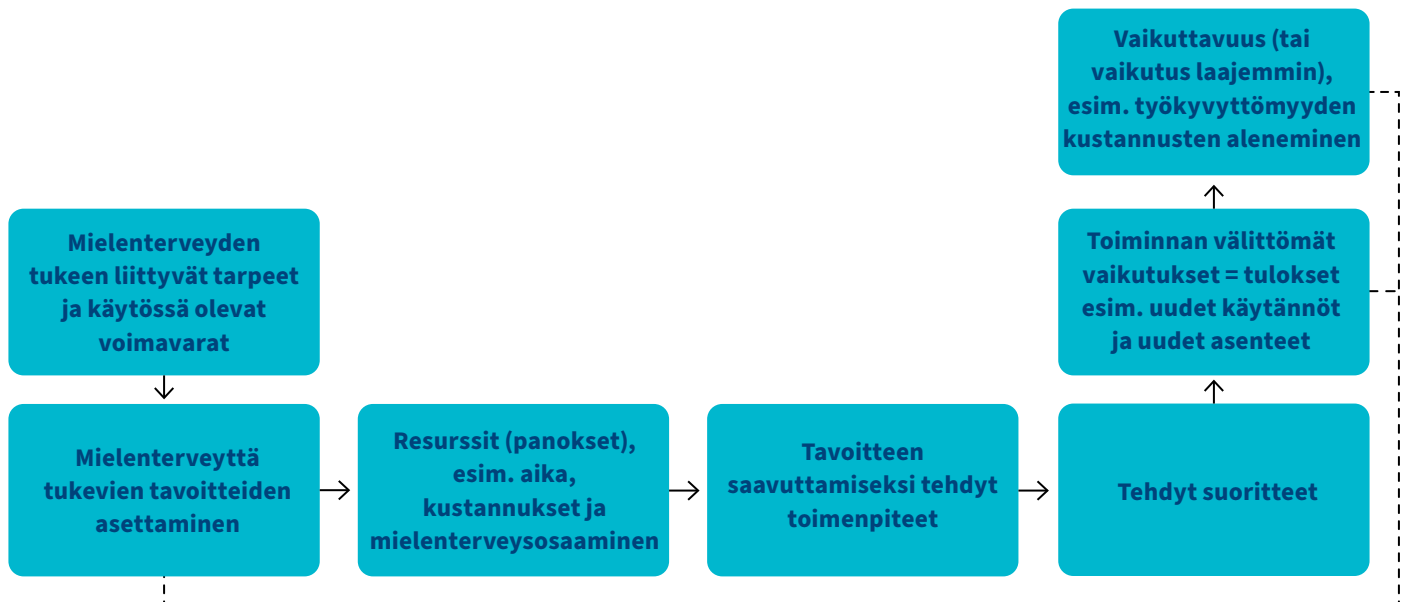 Mielenterveyden
tukeen liittyvät tarpeet
ja käytössä olevat
voimavarat
Mielenterveyttä
tukevien tavoitteiden
asettaminen
Resurssit (panokset),
esim. aika,
kustannukset ja
mielenterveysosaaminen
Tavoitteen
saavuttamiseksi tehdyt
toimenpiteet
Tehdyt suoritteet
Toiminnan välittömät
vaikutukset = tulokset
esim. uudet käytännöt
ja uudet asenteet
Vaikuttavuus (tai
vaikutus laajemmin),
esim. työkyvyttömyyden
kustannusten aleneminen